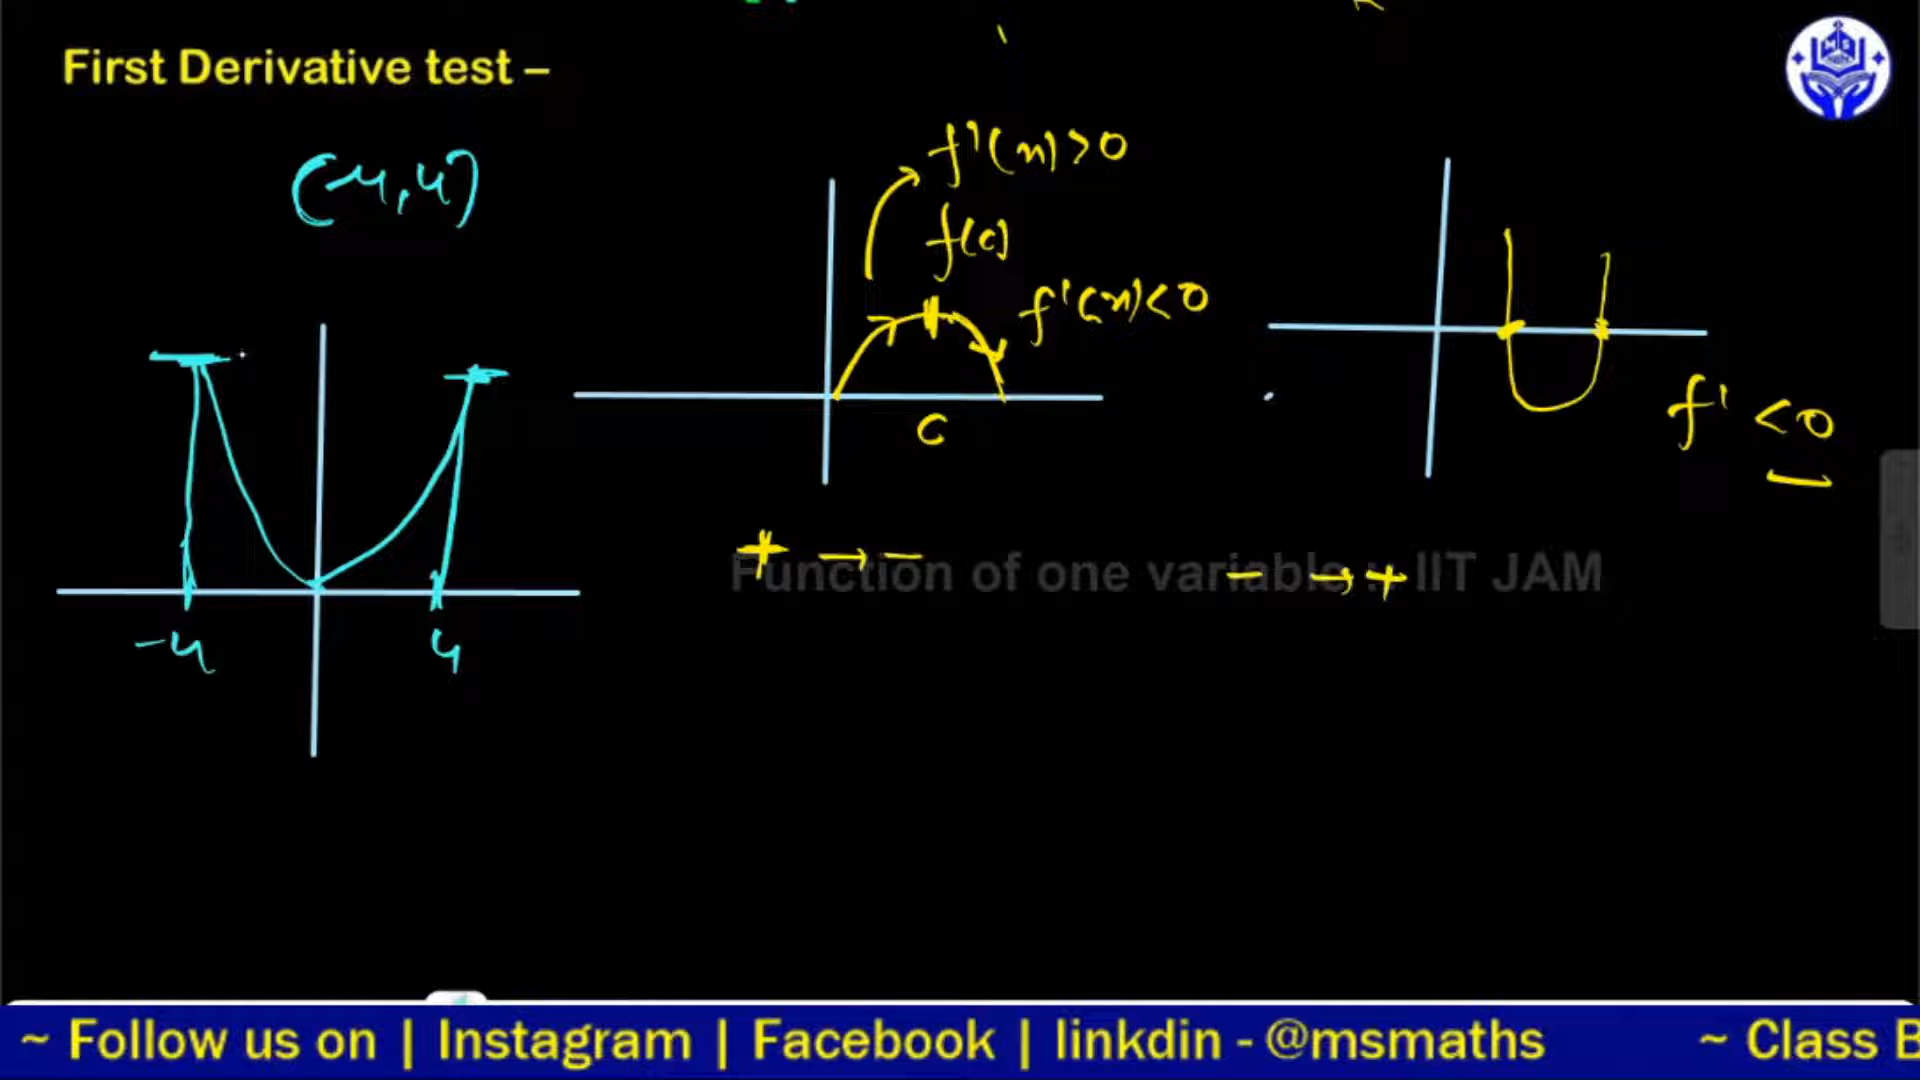 First Derivative test –
(-4,4)
f'(x)>0
f(c)
f'(x)<0
c
f' <0
-4
4
+ → -
- → +
Function of one variable : IIT JAM
~ Follow us on | Instagram | Facebook | linkdin - @msmaths ~ Class B